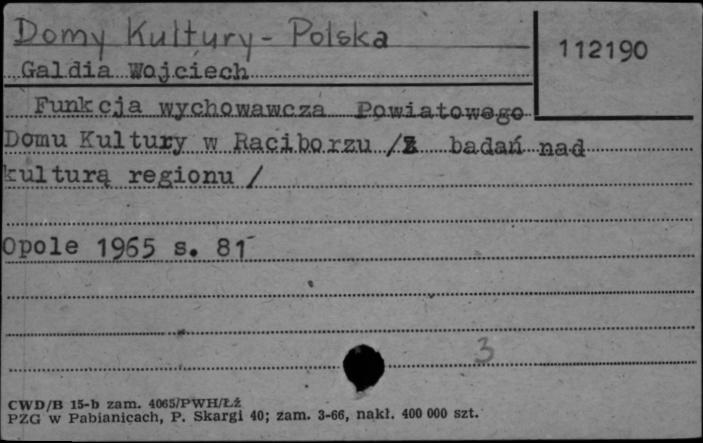 Domy Kultury - Polska
112190
Galdia Wojciech
Funkcja wychowawcza Powiatowego
Domu Kultury w Raciborzu /Z badań nad
kulturą regionu /
Opole 1965 s. 81
3
CWD/B 15-b zam. 4065/PWH/Łż
PZG w Pabianicach, P. Skargi 40; zam. 3-66, nakł. 400 000 szt.